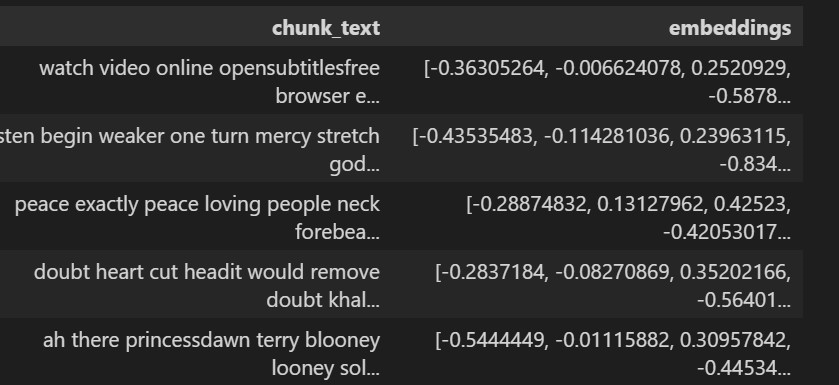 chunk_text embeddings
watch video online opensubtitlesfree [-0.36305264, -0.006624078, 0.2520929,
browser e... -0.5878...
sten begin weaker one turn mercy stretch [-0.43535483, -0.114281036, 0.23963115,
god... -0.834...
peace exactly peace loving people neck [-0.28874832, 0.13127962, 0.42523,
forebea... -0.42053017...
doubt heart cut headit would remove [-0.2837184, -0.08270869, 0.35202166,
doubt khal... -0.56401...
ah there princessdawn terry blooney [-0.5444449, -0.01115882, 0.30957842,
looney sol... -0.44534...